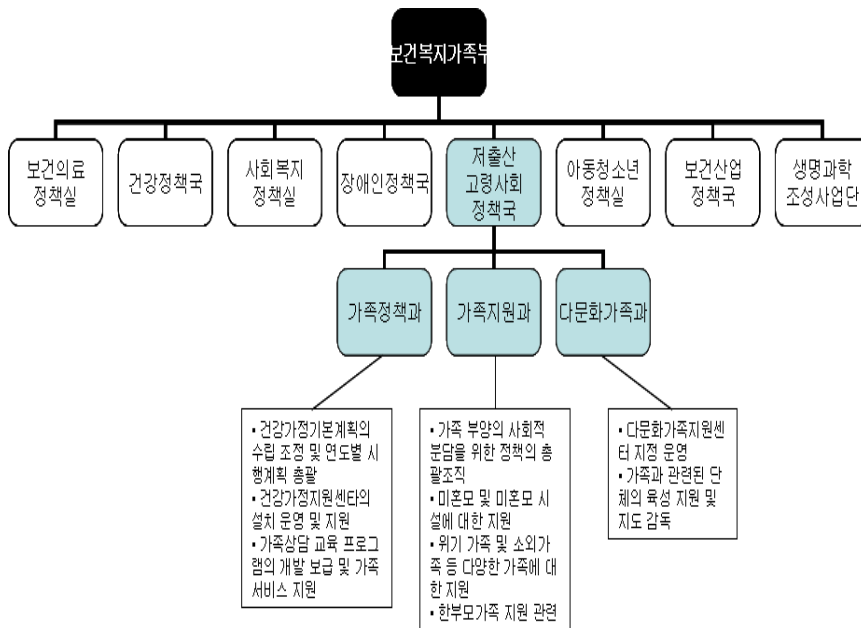 보건복지가족부
보건의료
정책실
건강정책국
사회복지
정책실
장애인정책국
저출산
고령사회
정책국
아동청소년
정책실
보건산업
정책국
생명과학
조성사업단
가족정책과
가족지원과
다문화가족과
▪ 건강가정기본계획의
수립 조정 및 연도별 시
행계획 총괄
▪ 건강가정지원센타의
설치 운영 및 지원
▪ 가족상담 교육 프로그
램의 개발 보급 및 가족
서비스 지원
▪ 가족 부양의 사회적
분담을 위한 정책의 총
괄조직
▪ 미혼모 및 미혼모 시
설에 대한 지원
▪ 위기 가족 및 소외가
족 등 다양한 가족에 대
한 지원
▪ 한부모가족 지원 관련
▪ 다문화가족지원센
터 지정 운영
▪ 가족과 관련된 단
체의 육성 지원 및
지도 감독